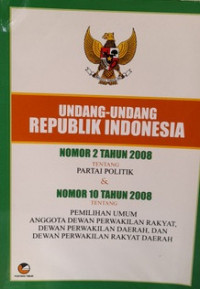 UNDANG-UNDANG
REPUBLIK INDONESIA
NOMOR 2 TAHUN 2008
TENTANG
PARTAI POLITIK
&
NOMOR 10 TAHUN 2008
TENTANG
PEMILIHAN UMUM
ANGGOTA DEWAN PERWAKILAN RAKYAT,
DEWAN PERWAKILAN DAERAH, DAN
DEWAN PERWAKILAN RAKYAT DAERAH